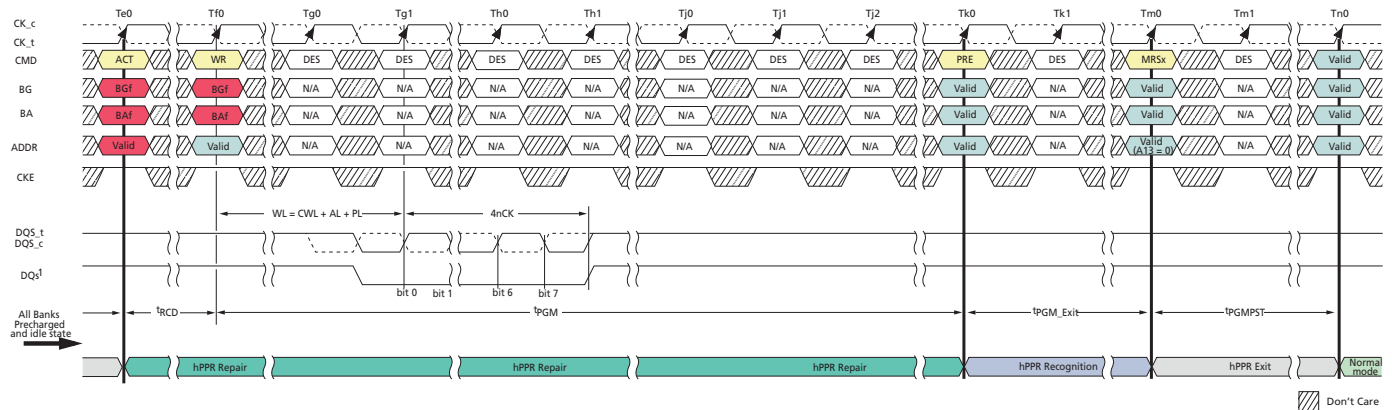 Te0 Tf0 Tg0 Tg1 Th0 Th1 Tj0 Tj1 Tj2 Tk0 Tk1 Tm0 Tm1 Tn0
CK_c
CK_t
CMD ACT WR DES DES DES DES DES DES DES PRE DES MRSx DES Valid
BG BGf BGf N/A N/A N/A N/A N/A N/A N/A Valid N/A Valid N/A Valid
BA BAf BAf N/A N/A N/A N/A N/A N/A N/A Valid N/A Valid N/A Valid
ADDR Valid Valid N/A N/A N/A N/A N/A N/A N/A Valid N/A Valid (A13 = 0) N/A Valid
CKE
WL = CWL + AL + PL 4nCK
DQS_t
DQS_c
DQs1
bit 0 bit 1 bit 6 bit 7
All Banks
Precharged
and idle state
tRCD tPGM tPGM_Exit tPGMPST
hPPR Repair hPPR Repair hPPR Repair hPPR Recognition hPPR Exit Normal
mode
Don't Care